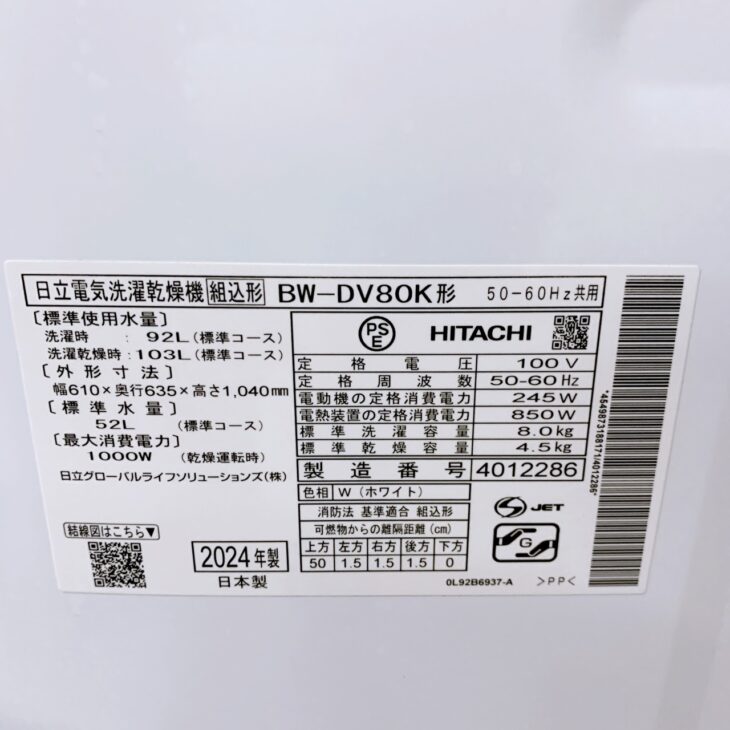 日立電気洗濯乾燥機 組込形 BW-DV80K形 50-60Hz共用
〔標準使用水量〕
洗濯時 : 92L(標準コース)
洗濯乾燥時:103L(標準コース)
〔外形寸法〕
幅610×奥行635×高さ1,040mm
〔標準水量〕
52L (標準コース)
〔最大消費電力〕
1000W (乾燥運転時)
日立グローバルライフソリューションズ(株)
結線図はこちら▼
2024年製
日本製
PSE HITACHI
定格電圧 100V
定格周波数 50-60Hz
電動機の定格消費電力 245W
電熱装置の定格消費電力 850W
標準洗濯容量 8.0kg
標準乾燥容量 4.5kg
製造番号 4012286
色相 W(ホワイト)
消防法 基準適合 組込形
可燃物からの離隔距離(cm)
上方 左方 右方 後方 下方
50 1.5 1.5 1.5 0
S JET
G
0L92B6937-A >PP<
*4549873188171/4012286*